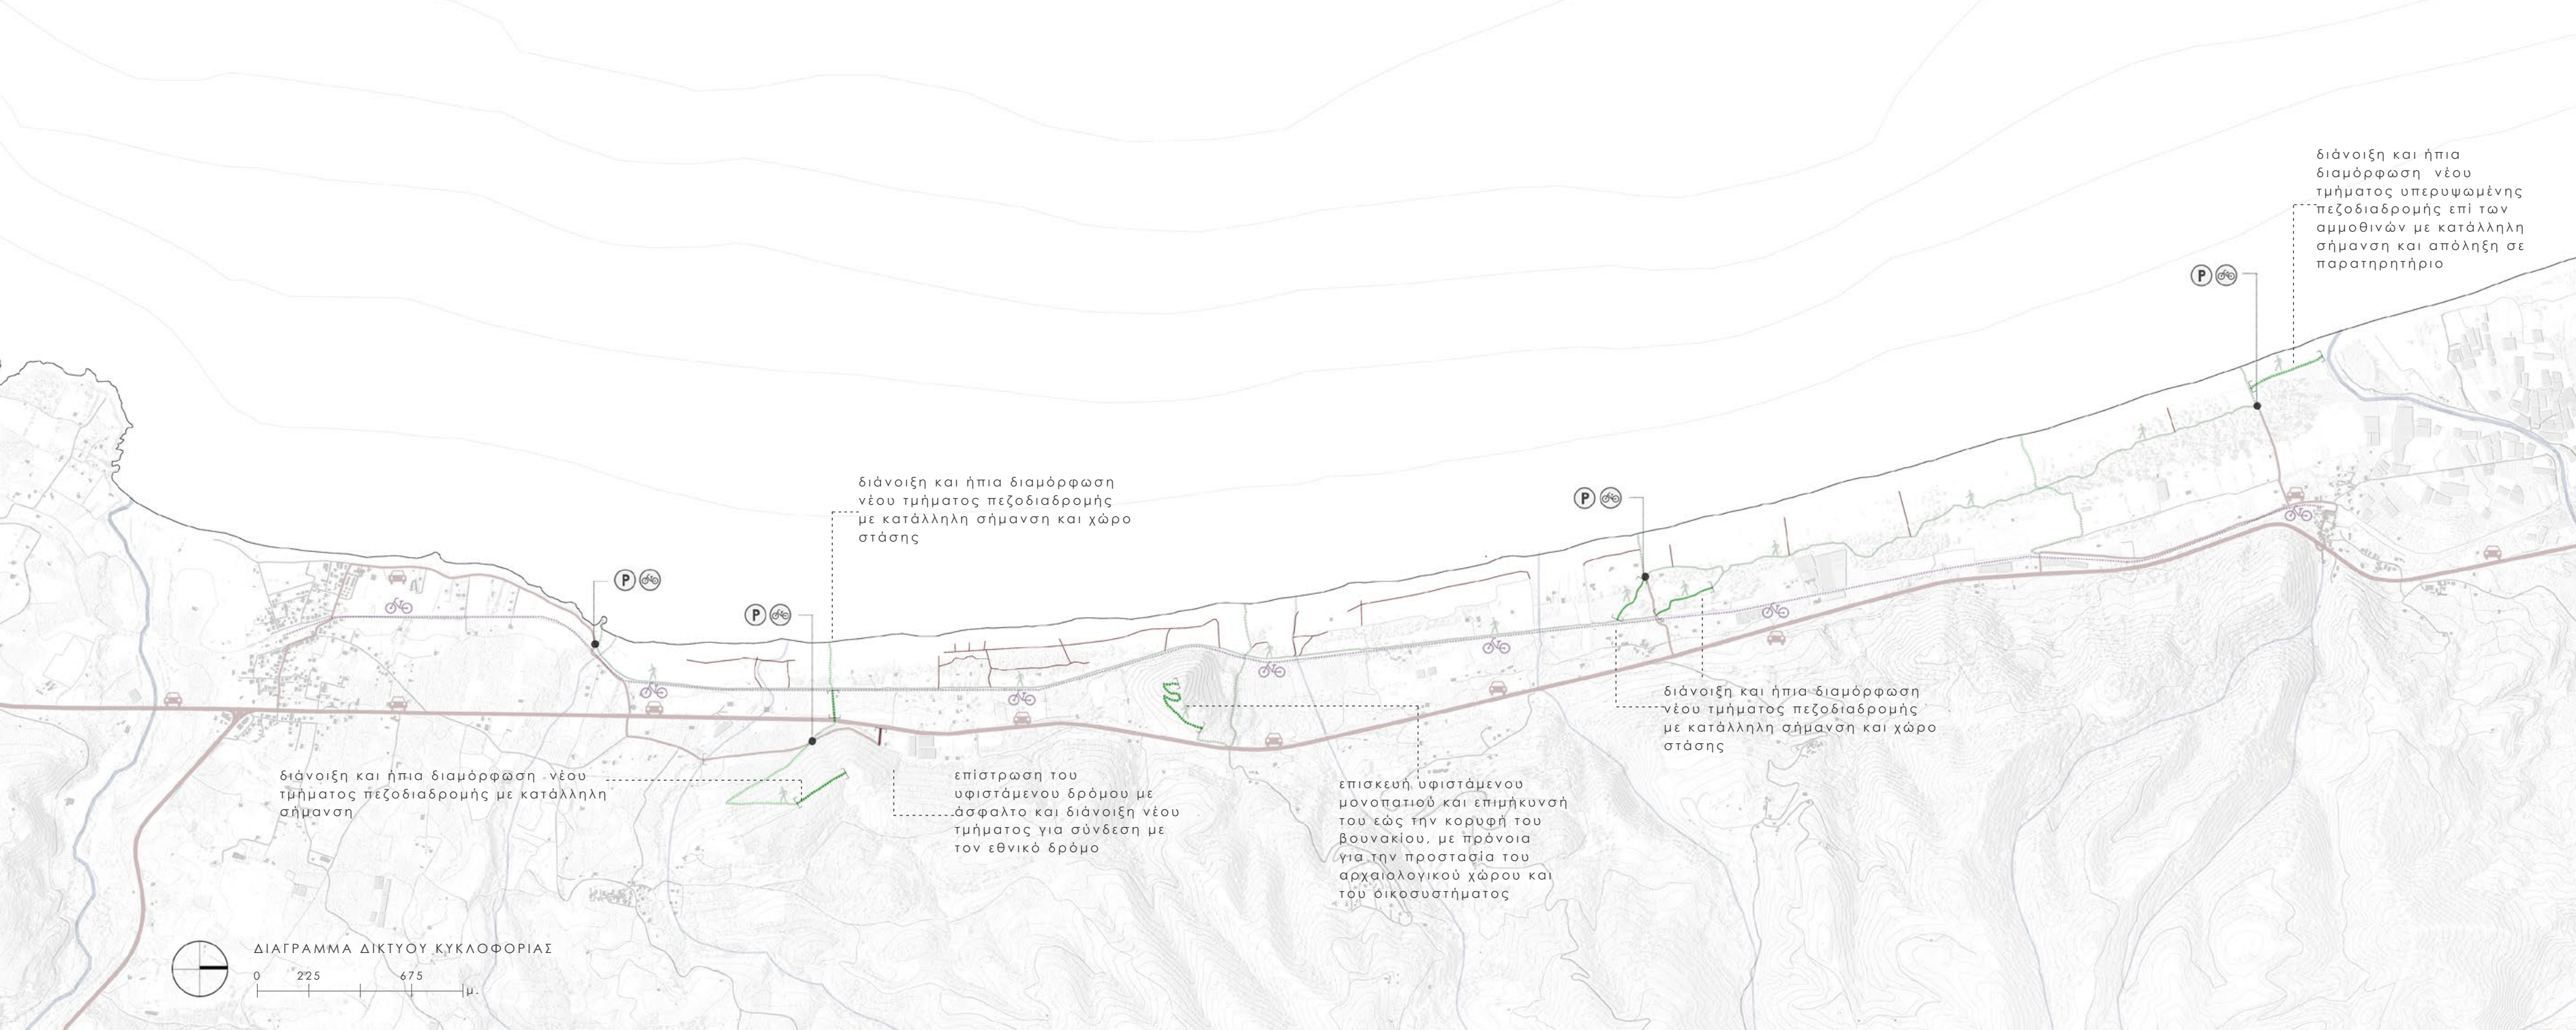 διάνοιξη και ήπια
διαμόρφωση νέου
τμήματος υπερυψωμένης
πεζοδιαδρομής επί των
αμμοθινών με κατάλληλη
σήμανση και απόληξη σε
παρατηρητήριο
P
διάνοιξη και ήπια διαμόρφωση
νέου τμήματος πεζοδιαδρομής
με κατάλληλη σήμανση και χώρο
στάσης
P
P
P
διάνοιξη και ήπια διαμόρφωση
νέου τμήματος πεζοδιαδρομής
με κατάλληλη σήμανση και χώρο
στάσης
διάνοιξη και ήπια διαμόρφωση νέου
τμήματος πεζοδιαδρομής με κατάλληλη
σήμανση
επίστρωση του
υφιστάμενου δρόμου με
άσφαλτο και διάνοιξη νέου
τμήματος για σύνδεση με
τον εθνικό δρόμο
επισκευή υφιστάμενου
μονοπατιού και επιμήκυνσή
του εώς την κορυφή του
βουνακίου, με πρόνοια
για την προστασία του
αρχαιολογικού χώρου και
του οικοσυστήματος
ΔΙΑΓΡΑΜΜΑ ΔΙΚΤΥΟΥ ΚΥΚΛΟΦΟΡΙΑΣ
0 225 675
μ.